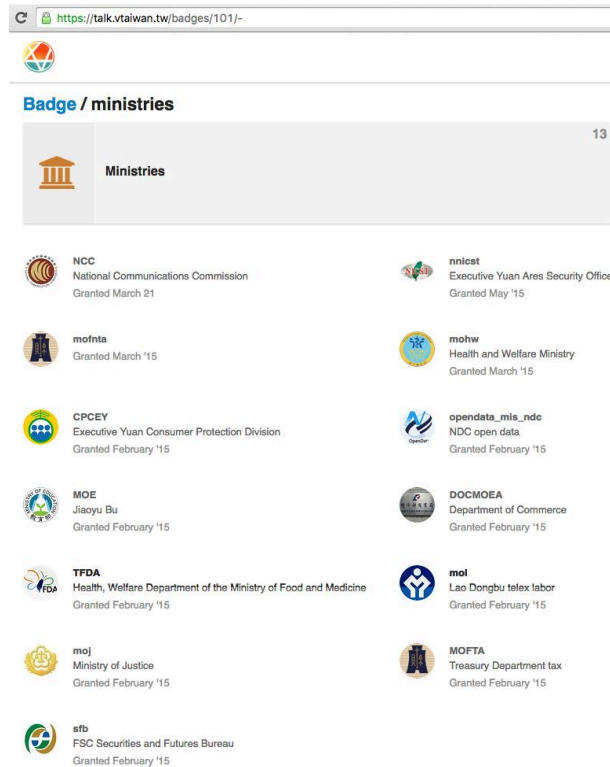 https://talk.vtaiwan.tw/badges/101/-
Badge / ministries
13
Ministries
NCC
National Communications Commission
Granted March 21
nnicst
Executive Yuan Ares Security Office
Granted May '15
mofnta
Granted March '15
mohw
Health and Welfare Ministry
Granted March '15
CPCEY
Executive Yuan Consumer Protection Division
Granted February '15
opendata_mis_ndc
NDC open data
Granted February '15
MOE
Jiaoyu Bu
Granted February '15
DOCMOEA
Department of Commerce
Granted February '15
TFDA
Health, Welfare Department of the Ministry of Food and Medicine
Granted February '15
mol
Lao Dongbu telex labor
Granted February '15
moj
Ministry of Justice
Granted February '15
MOFTA
Treasury Department tax
Granted February '15
sfb
FSC Securities and Futures Bureau
Granted February '15